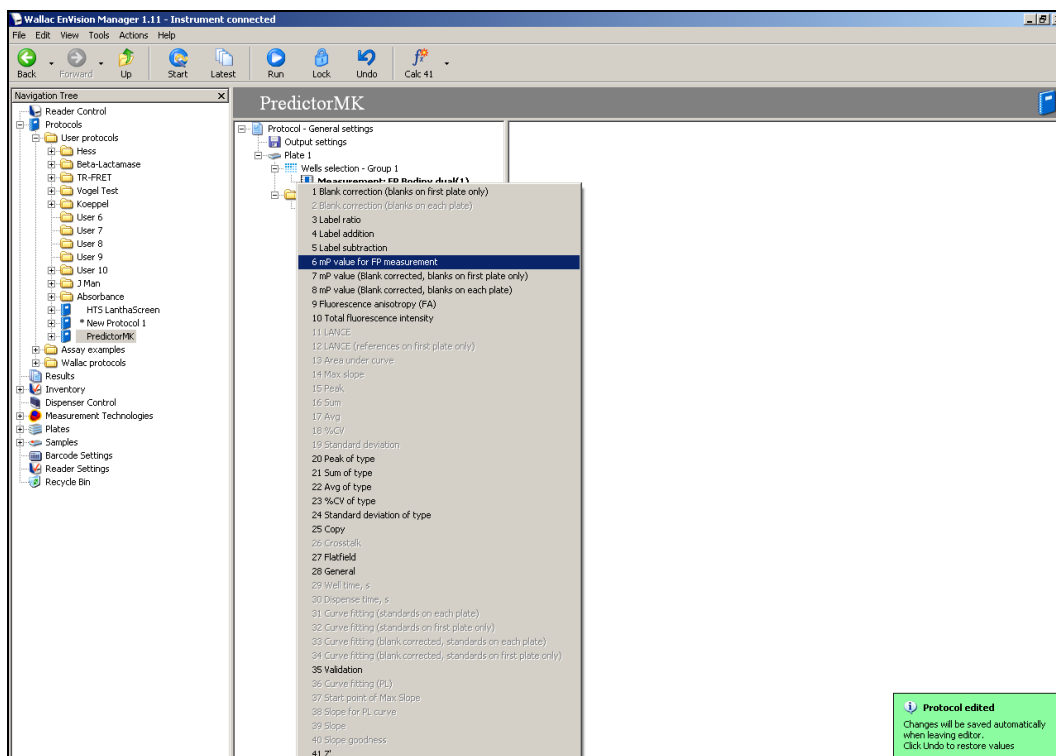 Wallac EnVision Manager 1.11 - Instrument connected
File Edit View Tools Actions Help
Back Forward Up Start Latest Run Lock Undo Calc 41
Navigation Tree
Reader Control
Protocols
User protocols
Hess
Beta-Lactamase
TR-FRET
Vogel Test
Koeppel
User 6
User 7
User 8
User 9
User 10
J Man
Absorbance
HTS LanthaScreen
* New Protocol 1
PredictorMK
Assay examples
Wallac protocols
Results
Inventory
Dispenser Control
Measurement Technologies
Plates
Samples
Barcode Settings
Reader Settings
Recycle Bin
PredictorMK
Protocol - General settings
Output settings
Plate 1
Wells selection - Group 1
Measurement: FP Bodipy dual(1)
1 Blank correction (blanks on first plate only)
2 Blank correction (blanks on each plate)
3 Label ratio
4 Label addition
5 Label subtraction
6 mP value for FP measurement
7 mP value (Blank corrected, blanks on first plate only)
8 mP value (Blank corrected, blanks on each plate)
9 Fluorescence anisotropy (FA)
10 Total fluorescence intensity
11 LANCE
12 LANCE (references on first plate only)
13 Area under curve
14 Max slope
15 Peak
16 Sum
17 Avg
18 %CV
19 Standard deviation
20 Peak of type
21 Sum of type
22 Avg of type
23 %CV of type
24 Standard deviation of type
25 Copy
26 Crosstalk
27 Flatfield
28 General
29 Well time, s
30 Dispense time, s
31 Curve fitting (standards on each plate)
32 Curve fitting (standards on first plate only)
33 Curve fitting (blank corrected, standards on each plate)
34 Curve fitting (blank corrected, standards on first plate only)
35 Validation
36 Curve fitting (PL)
37 Start point of Max Slope
38 Slope for PL curve
39 Slope
40 Slope goodness
41 Z'
Protocol edited
Changes will be saved automatically
when leaving editor.
Click Undo to restore values